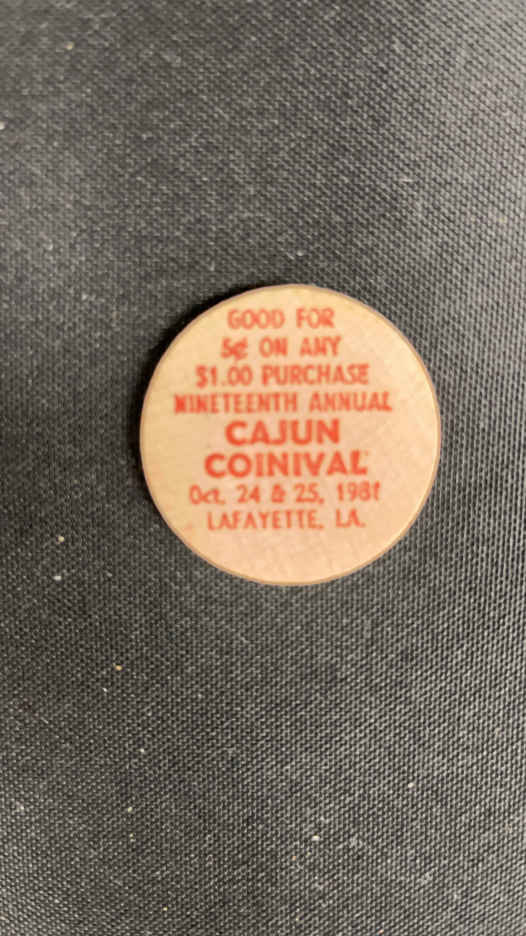 GOOD FOR
5¢ ON ANY
$1.00 PURCHASE
NINETEENTH ANNUAL
CAJUN
COINIVAL
Oct. 24 & 25, 1981
LAFAYETTE, LA.